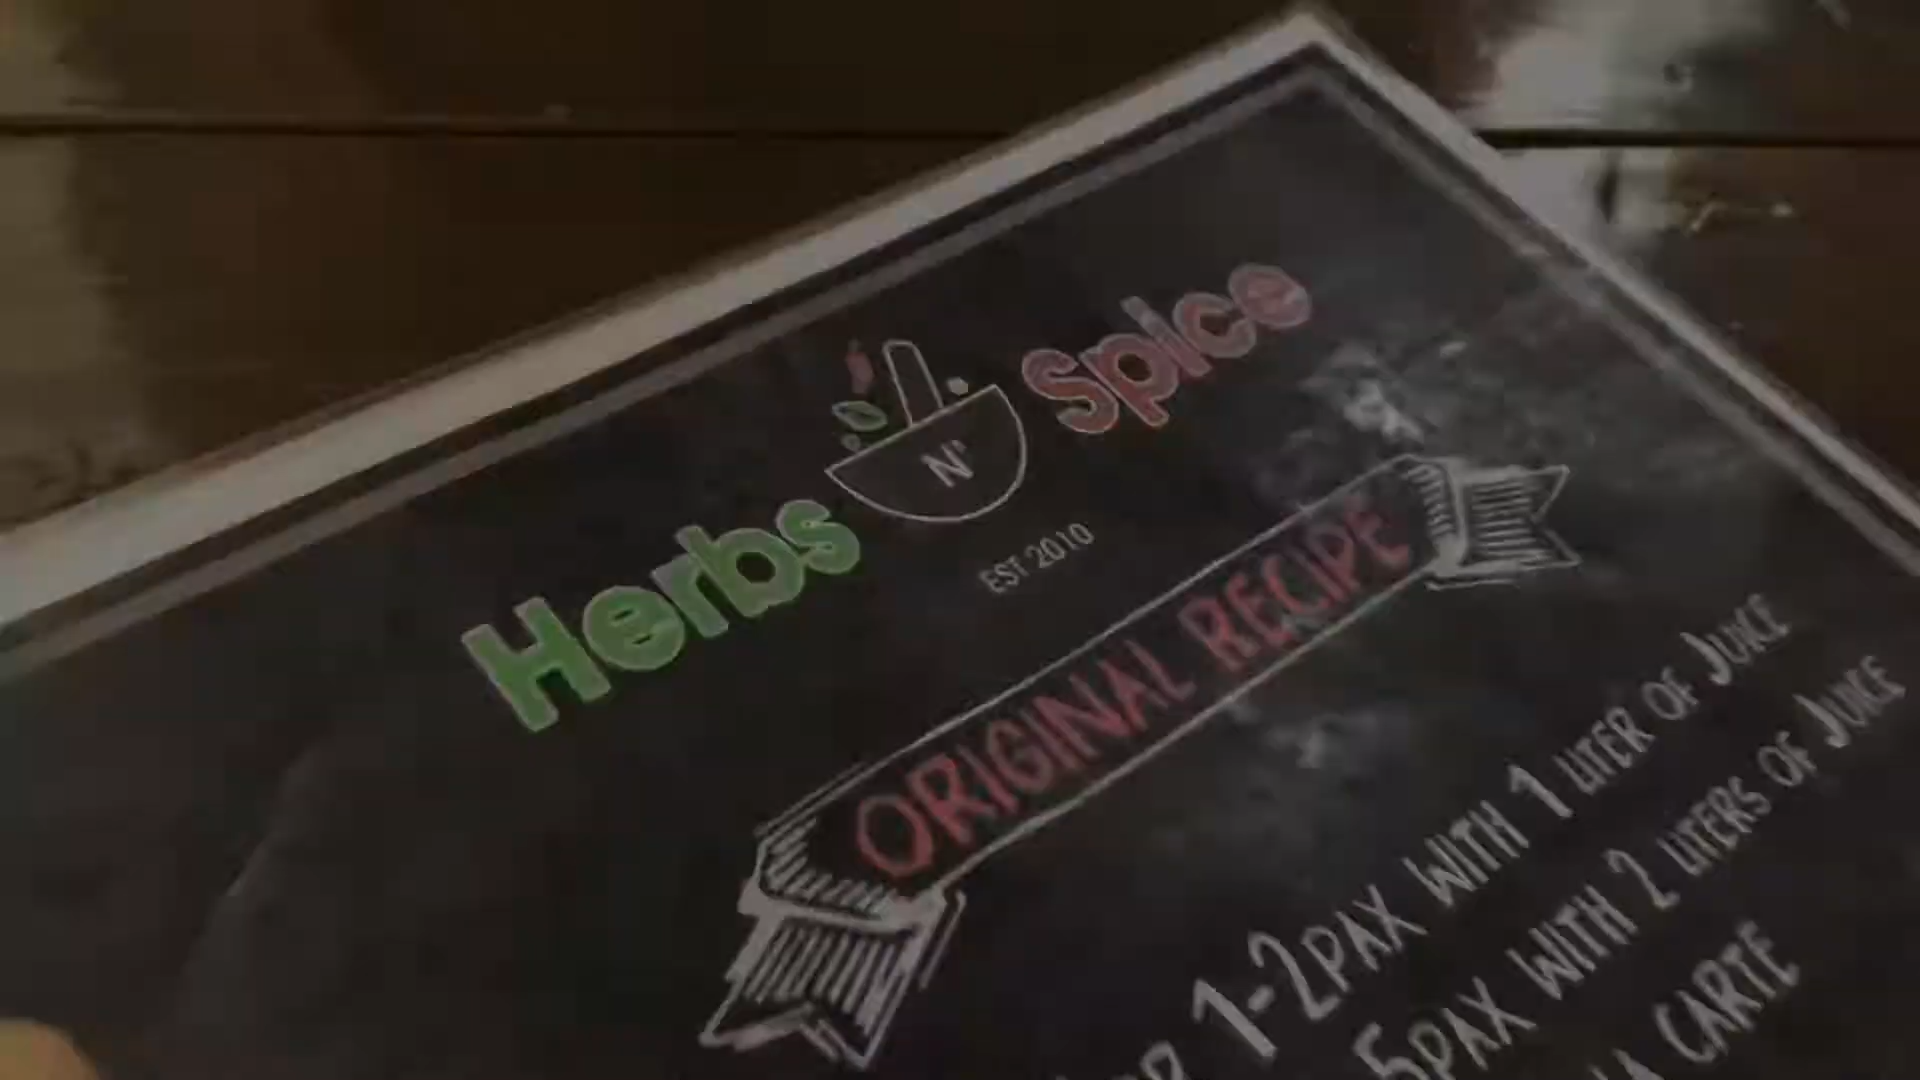 Herbs N' Spice
EST 2010
ORIGINAL RECIPE
1-2PAX WITH 1 LITER OF JUICE
5PAX WITH 2 LITERS OF JUICE
CARTE